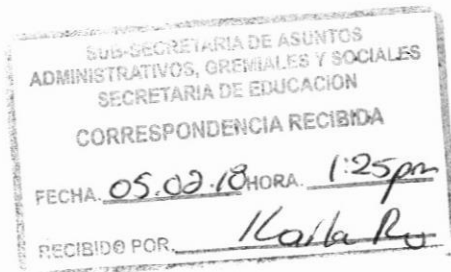 SUB-SECRETARIA DE ASUNTOS
ADMINISTRATIVOS, GREMIALES Y SOCIALES
SECRETARIA DE EDUCACION
CORRESPONDENCIA RECIBIDA
FECHA. 05.02.18 HORA. 1:25pm
RECIBIDO POR. Karla